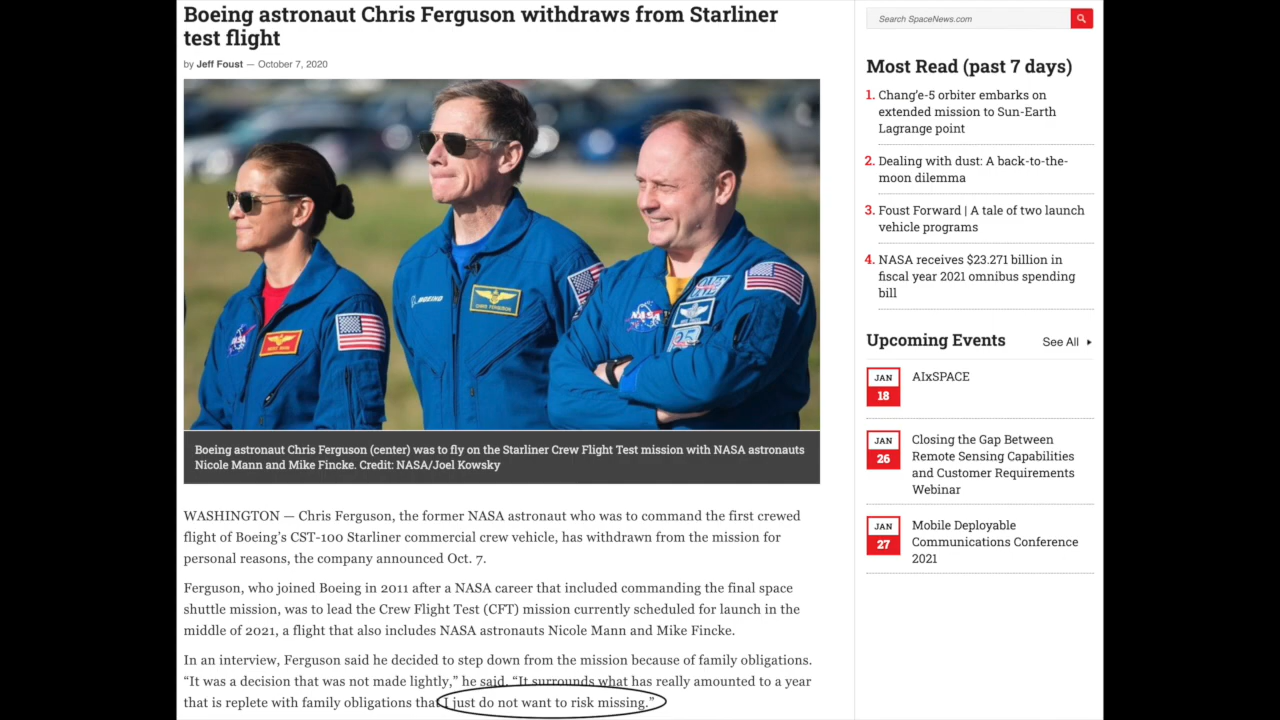 Boeing astronaut Chris Ferguson withdraws from Starliner
test flight
by Jeff Foust — October 7, 2020
BOEING
CHRIS FERGUSON
NASA
Boeing astronaut Chris Ferguson (center) was to fly on the Starliner Crew Flight Test mission with NASA astronauts
Nicole Mann and Mike Fincke. Credit: NASA/Joel Kowsky
WASHINGTON — Chris Ferguson, the former NASA astronaut who was to command the first crewed
flight of Boeing’s CST-100 Starliner commercial crew vehicle, has withdrawn from the mission for
personal reasons, the company announced Oct. 7.
Ferguson, who joined Boeing in 2011 after a NASA career that included commanding the final space
shuttle mission, was to lead the Crew Flight Test (CFT) mission currently scheduled for launch in the
middle of 2021, a flight that also includes NASA astronauts Nicole Mann and Mike Fincke.
In an interview, Ferguson said he decided to step down from the mission because of family obligations.
“It was a decision that was not made lightly,” he said. “It surrounds what has really amounted to a year
that is replete with family obligations that I just do not want to risk missing.”
Search SpaceNews.com
Most Read (past 7 days)
1. Chang’e-5 orbiter embarks on
extended mission to Sun-Earth
Lagrange point
2. Dealing with dust: A back-to-the-
moon dilemma
3. Foust Forward | A tale of two launch
vehicle programs
4. NASA receives $23.271 billion in
fiscal year 2021 omnibus spending
bill
Upcoming Events
See All
JAN
18
AIxSPACE
JAN
26
Closing the Gap Between
Remote Sensing Capabilities
and Customer Requirements
Webinar
JAN
27
Mobile Deployable
Communications Conference
2021